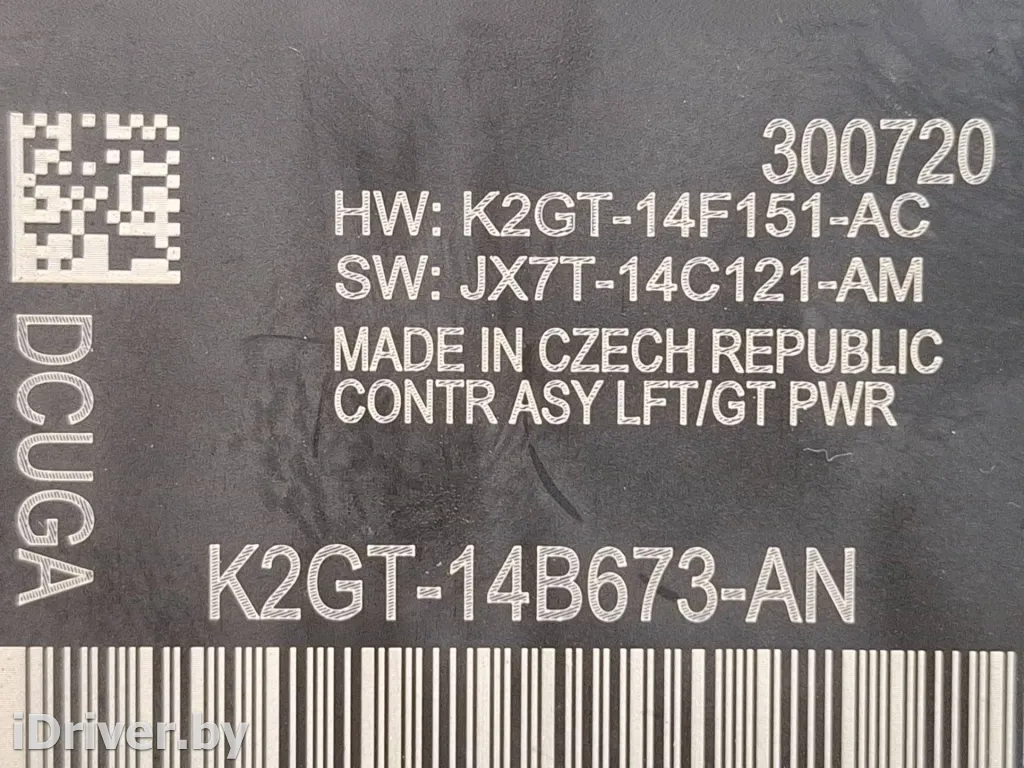 300720
HW: K2GT-14F151-AC
SW: JX7T-14C121-AM
MADE IN CZECH REPUBLIC
CONTR ASY LFT/GT PWR
DCUGA
K2GT-14B673-AN
iDriver.by